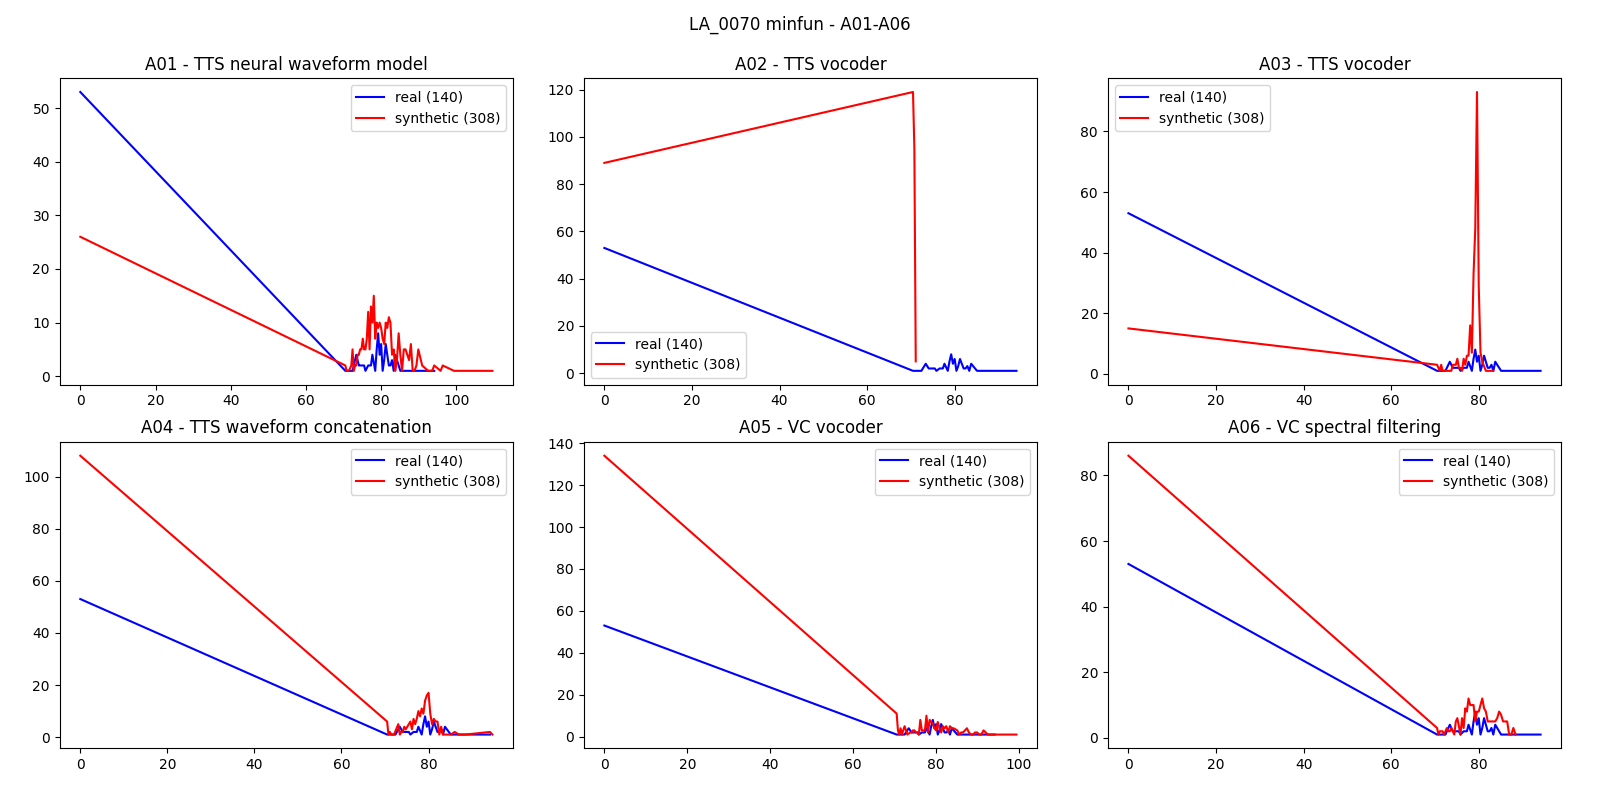 LA_0070 minfun - A01-A06
A01 - TTS neural waveform model
real (140)
synthetic (308)
50
40
30
20
10
0
0 20 40 60 80 100
A02 - TTS vocoder
real (140)
synthetic (308)
120
100
80
60
40
20
0
0 20 40 60 80
A03 - TTS vocoder
real (140)
synthetic (308)
80
60
40
20
0
0 20 40 60 80
A04 - TTS waveform concatenation
real (140)
synthetic (308)
100
80
60
40
20
0
0 20 40 60 80
A05 - VC vocoder
real (140)
synthetic (308)
140
120
100
80
60
40
20
0
0 20 40 60 80 100
A06 - VC spectral filtering
real (140)
synthetic (308)
80
60
40
20
0
0 20 40 60 80